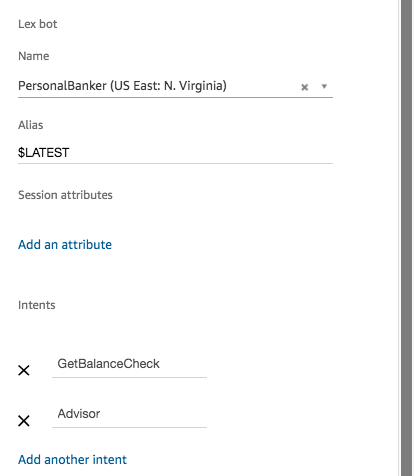 Lex bot
Name
PersonalBanker (US East: N. Virginia)
Alias
$LATEST
Session attributes
Add an attribute
Intents
GetBalanceCheck
Advisor
Add another intent